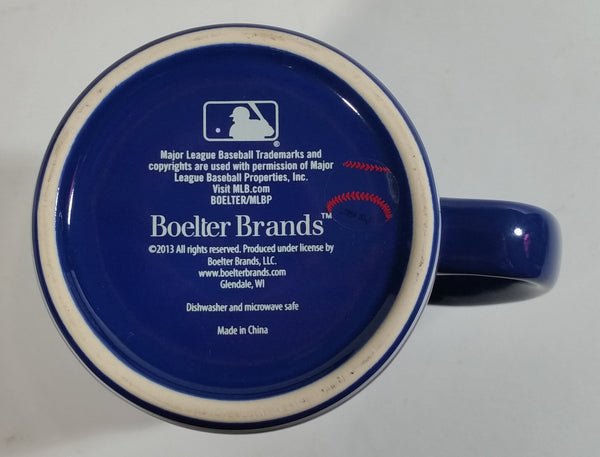 ®
Major League Baseball Trademarks and
copyrights are used with permission of Major
League Baseball Properties, Inc.
Visit MLB.com
BOELTER/MLBP
Boelter Brands™
©2013 All rights reserved. Produced under license by
Boelter Brands, LLC.
www.boelterbrands.com
Glendale, WI
Dishwasher and microwave safe
Made in China